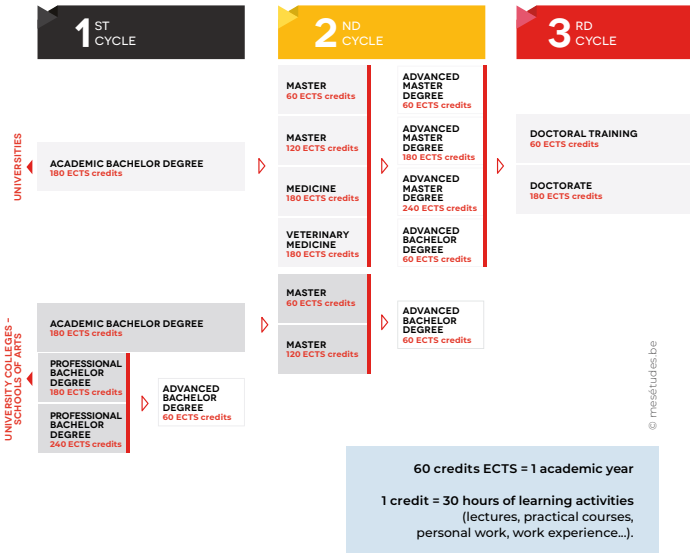 1 ST
CYCLE
2 ND
CYCLE
3 RD
CYCLE
UNIVERSITIES
ACADEMIC BACHELOR DEGREE
180 ECTS credits
MASTER
60 ECTS credits
MASTER
120 ECTS credits
MEDICINE
180 ECTS credits
VETERINARY
MEDICINE
180 ECTS credits
ADVANCED
MASTER
DEGREE
60 ECTS credits
ADVANCED
MASTER
DEGREE
180 ECTS credits
ADVANCED
MASTER
DEGREE
240 ECTS credits
ADVANCED
BACHELOR
DEGREE
60 ECTS credits
DOCTORAL TRAINING
60 ECTS credits
DOCTORATE
180 ECTS credits
UNIVERSITY COLLEGES –
SCHOOLS OF ARTS
ACADEMIC BACHELOR DEGREE
180 ECTS credits
PROFESSIONAL
BACHELOR
DEGREE
180 ECTS credits
PROFESSIONAL
BACHELOR
DEGREE
240 ECTS credits
ADVANCED
BACHELOR
DEGREE
60 ECTS credits
MASTER
60 ECTS credits
MASTER
120 ECTS credits
ADVANCED
BACHELOR
DEGREE
60 ECTS credits
© mesétudes.be
60 credits ECTS = 1 academic year
1 credit = 30 hours of learning activities
(lectures, practical courses,
personal work, work experience...).